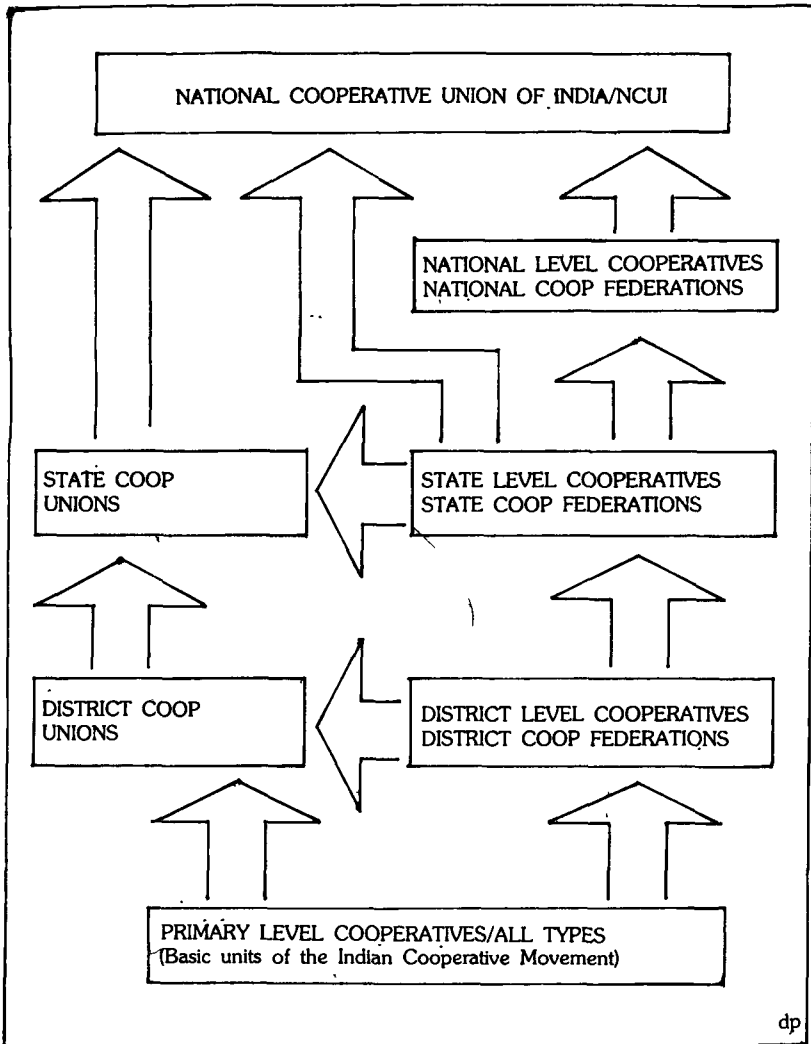 NATIONAL COOPERATIVE UNION OF INDIA/NCUI
NATIONAL LEVEL COOPERATIVES
NATIONAL COOP FEDERATIONS
STATE COOP
UNIONS
STATE LEVEL COOPERATIVES
STATE COOP FEDERATIONS
DISTRICT COOP
UNIONS
DISTRICT LEVEL COOPERATIVES
DISTRICT COOP FEDERATIONS
PRIMARY LEVEL COOPERATIVES/ALL TYPES
(Basic units of the Indian Cooperative Movement)
dp